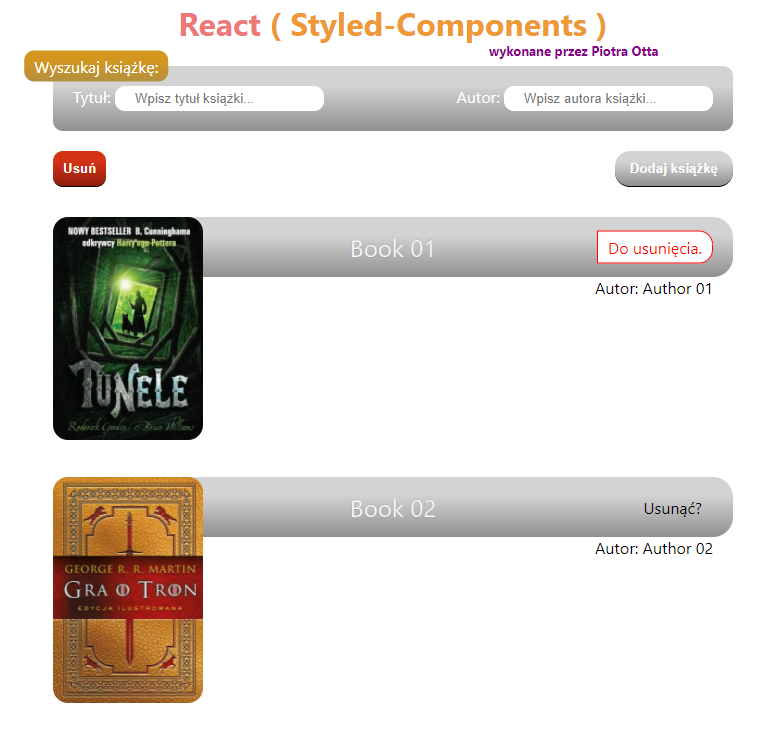 React ( Styled-Components )
wykonane przez Piotra Otta
Wyszukaj książkę:
Tytuł: Wpisz tytuł książki... Autor: Wpisz autora książki...
Usuń Dodaj książkę
NOWY BESTSELLER B. Cunninghama
odkrywcy Harry'ego Pottera
TUNELE
Roderick Gordon & Brian Williams
Book 01
Do usunięcia.
Autor: Author 01
GEORGE R. R. MARTIN
GRA O TRON
EDYCJA ILUSTROWANA
Book 02
Usunąć?
Autor: Author 02